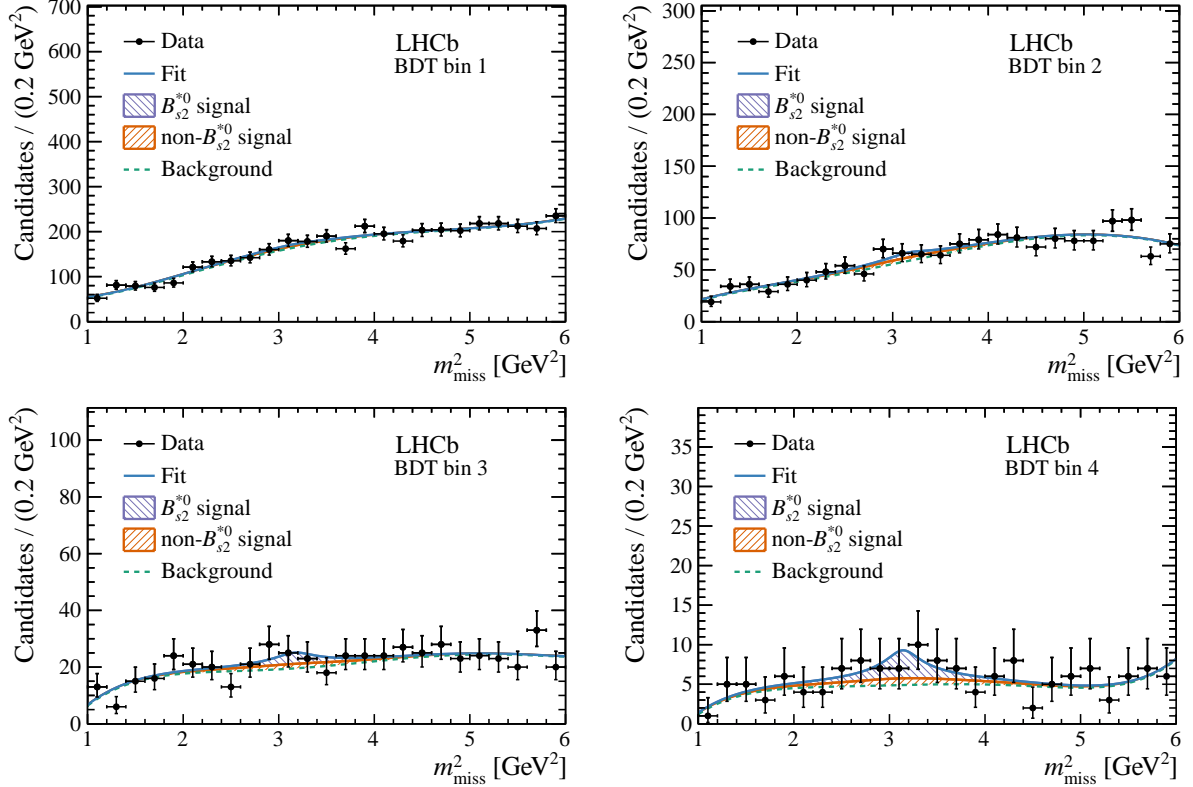 700
600
500
400
300
200
100
0
Candidates / (0.2 GeV²)
Data
Fit
B*⁰s2 signal
non-B*⁰s2 signal
Background
LHCb
BDT bin 1
1 2 3 4 5 6
m²miss [GeV²]
300
250
200
150
100
50
0
Candidates / (0.2 GeV²)
Data
Fit
B*⁰s2 signal
non-B*⁰s2 signal
Background
LHCb
BDT bin 2
1 2 3 4 5 6
m²miss [GeV²]
100
80
60
40
20
0
Candidates / (0.2 GeV²)
Data
Fit
B*⁰s2 signal
non-B*⁰s2 signal
Background
LHCb
BDT bin 3
1 2 3 4 5 6
m²miss [GeV²]
35
30
25
20
15
10
5
0
Candidates / (0.2 GeV²)
Data
Fit
B*⁰s2 signal
non-B*⁰s2 signal
Background
LHCb
BDT bin 4
1 2 3 4 5 6
m²miss [GeV²]